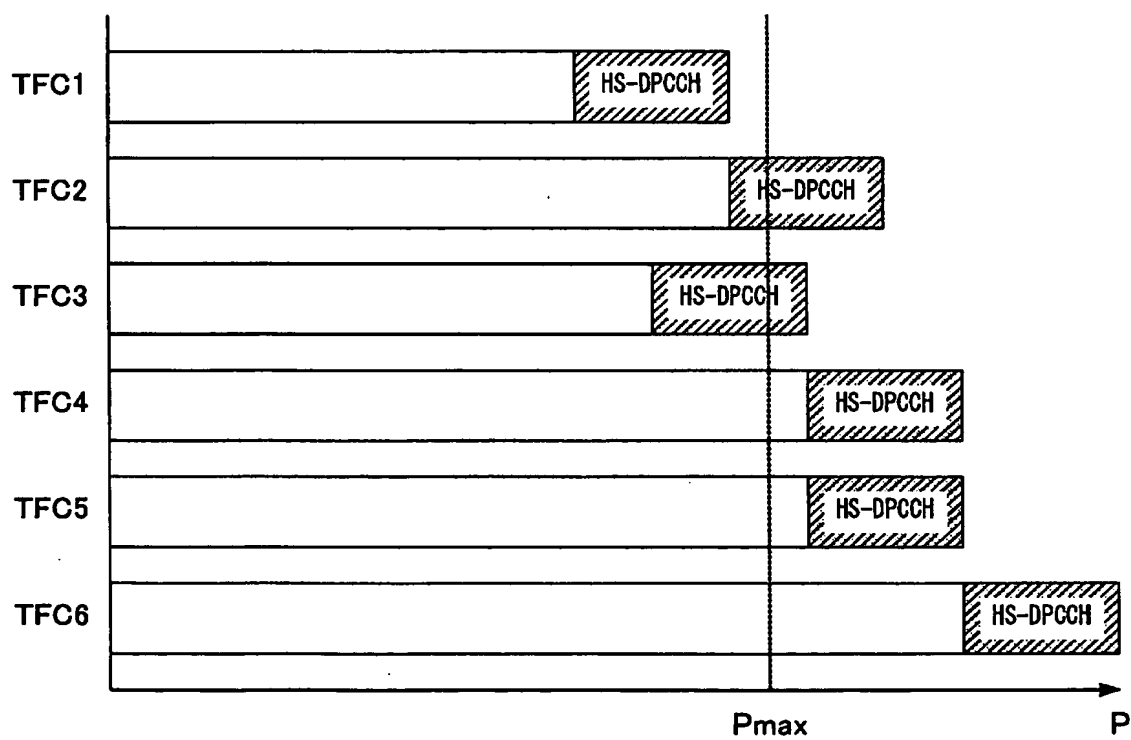 TFC1 HS-DPCCH
TFC2 HS-DPCCH
TFC3 HS-DPCCH
TFC4 HS-DPCCH
TFC5 HS-DPCCH
TFC6 HS-DPCCH
Pmax P